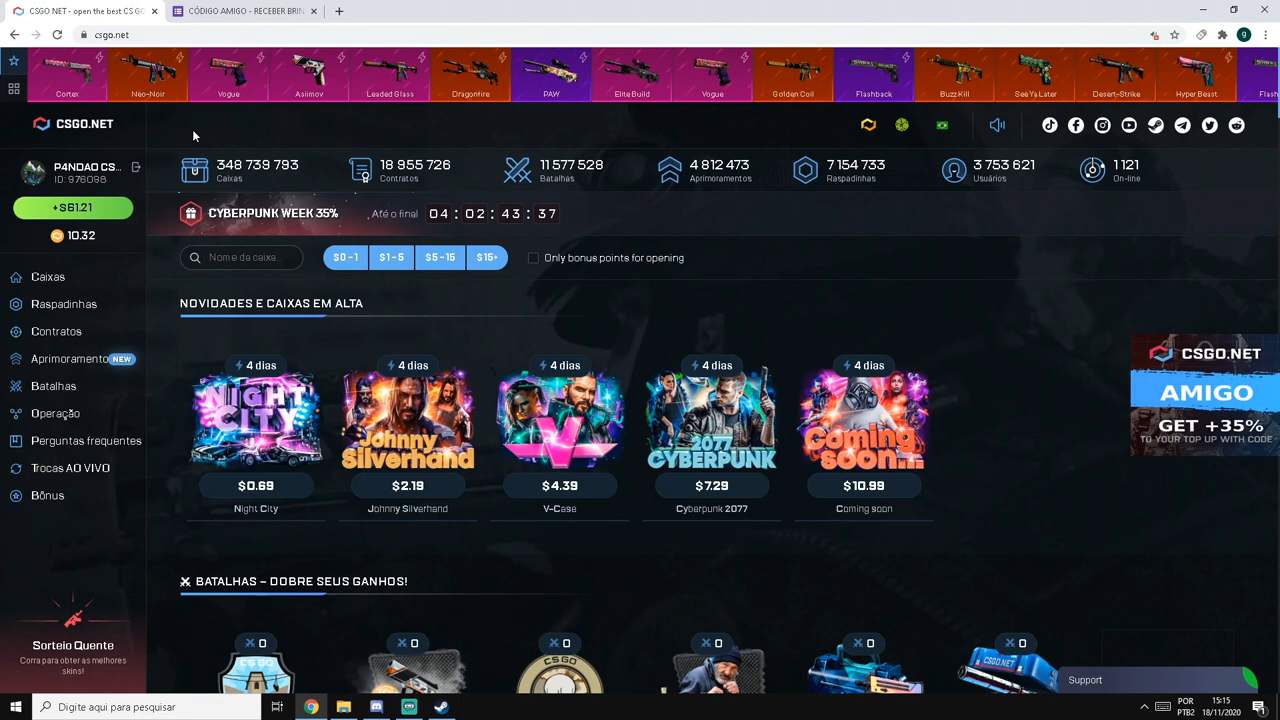 CSGO NET - open the best CS GO
CÓDIGO AMIGO - RECEBER BRIN
csgo.net
Cortex
Neo-Noir
Vogue
Asiimov
Leaded Glass
Dragonfire
PAW
Elite Build
Vogue
Golden Coil
Flashback
Buzz Kill
See Ya Later
Desert-Strike
Hyper Beast
Flash
CSGO.NET
P4NDAO CS...
ID: 976098
+$61.21
10.32
348 739 793
Caixas
18 955 726
Contratos
11 577 528
Batalhas
4 812 473
Aprimoramentos
7 154 733
Raspadinhas
3 753 621
Usuários
1 121
On-line
CYBERPUNK WEEK 35%
Até o final
04 : 02 : 43 : 37
Nome de caixa...
$0 - 1
$1 - 5
$5 - 15
$15+
Only bonus points for opening
Caixas
Raspadinhas
Contratos
Aprimoramento NEW
Batalhas
Operação
Perguntas frequentes
Trocas AO VIVO
Bônus
NOVIDADES E CAIXAS EM ALTA
4 dias
4 dias
4 dias
4 dias
4 dias
NIGHT CITY
Johnny Silverhand
V
2077 CYBERPUNK
Coming soon...
$0.69
$2.19
$4.39
$7.29
$10.99
Night City
Johnny Silverhand
V-Case
Cyberpunk 2077
Coming soon
CSGO.NET
AMIGO
GET +35%
TO YOUR TOP UP WITH CODE
BATALHAS – DOBRE SEUS GANHOS!
0
0
0
0
0
0
CS GO
CS GO
CSGO.NET
Sorteio Quente
Corra para obter as melhores
skins!
Support
Digite aqui para pesquisar
POR
PTB2
15:15
18/11/2020